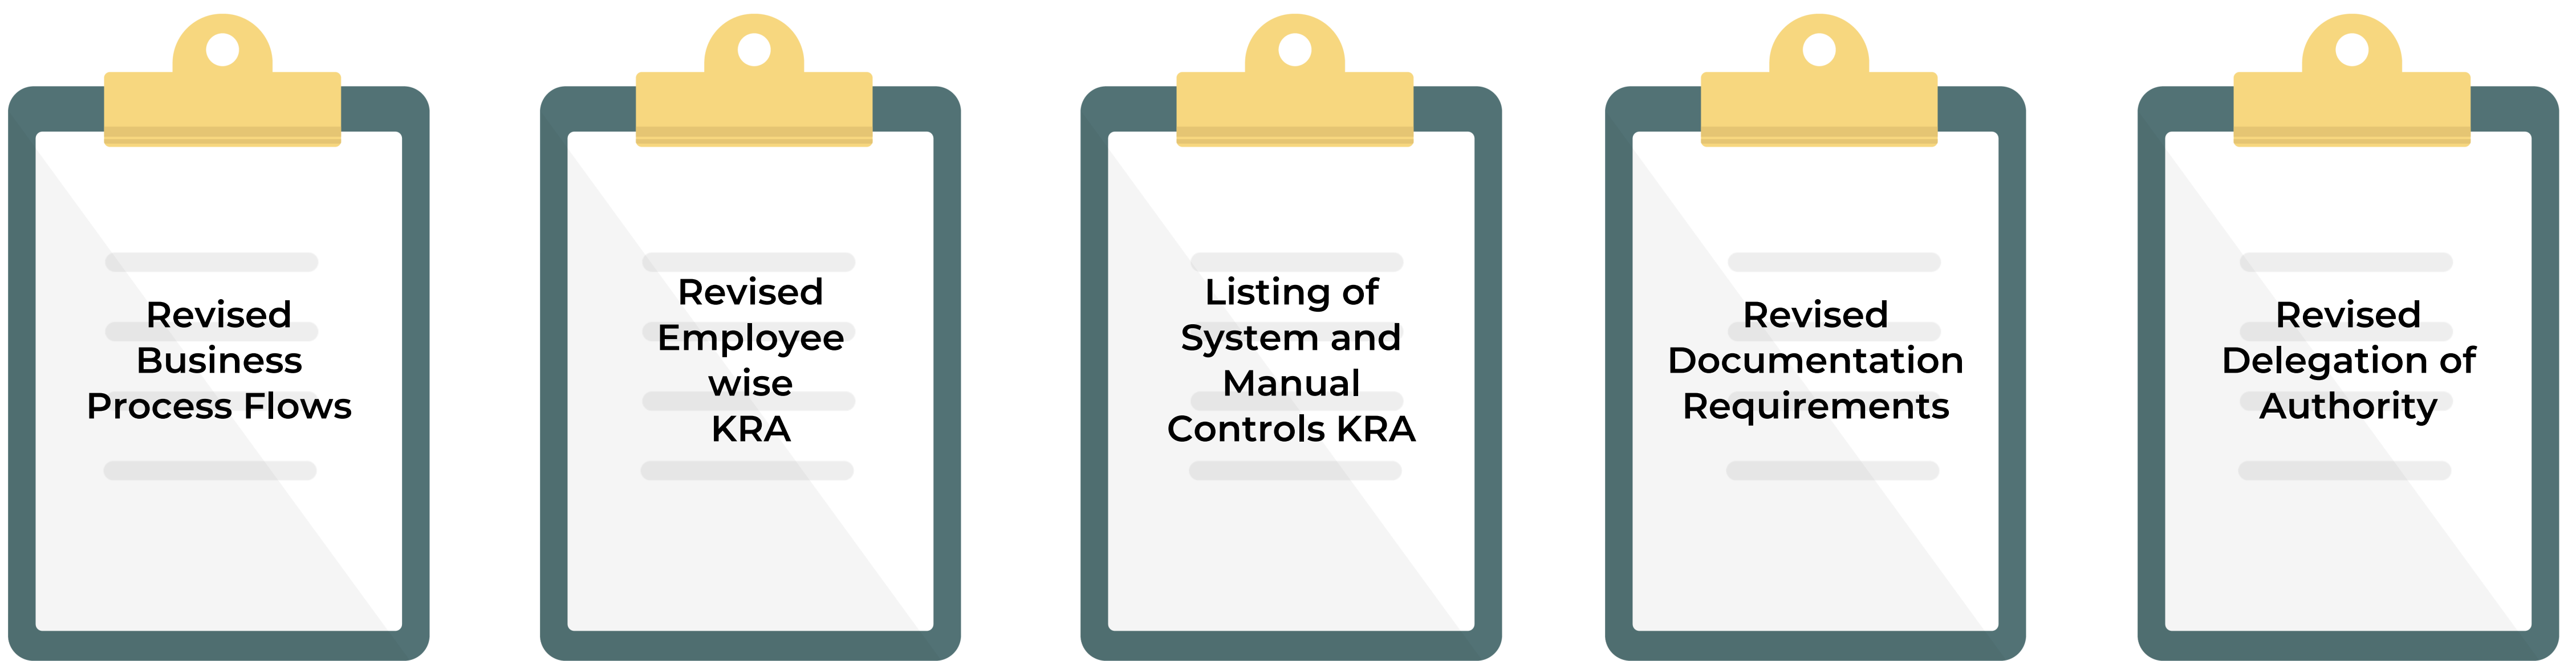 Revised
Business
Process Flows
Revised
Employee
wise
KRA
Listing of
System and
Manual
Controls KRA
Revised
Documentation
Requirements
Revised
Delegation of
Authority